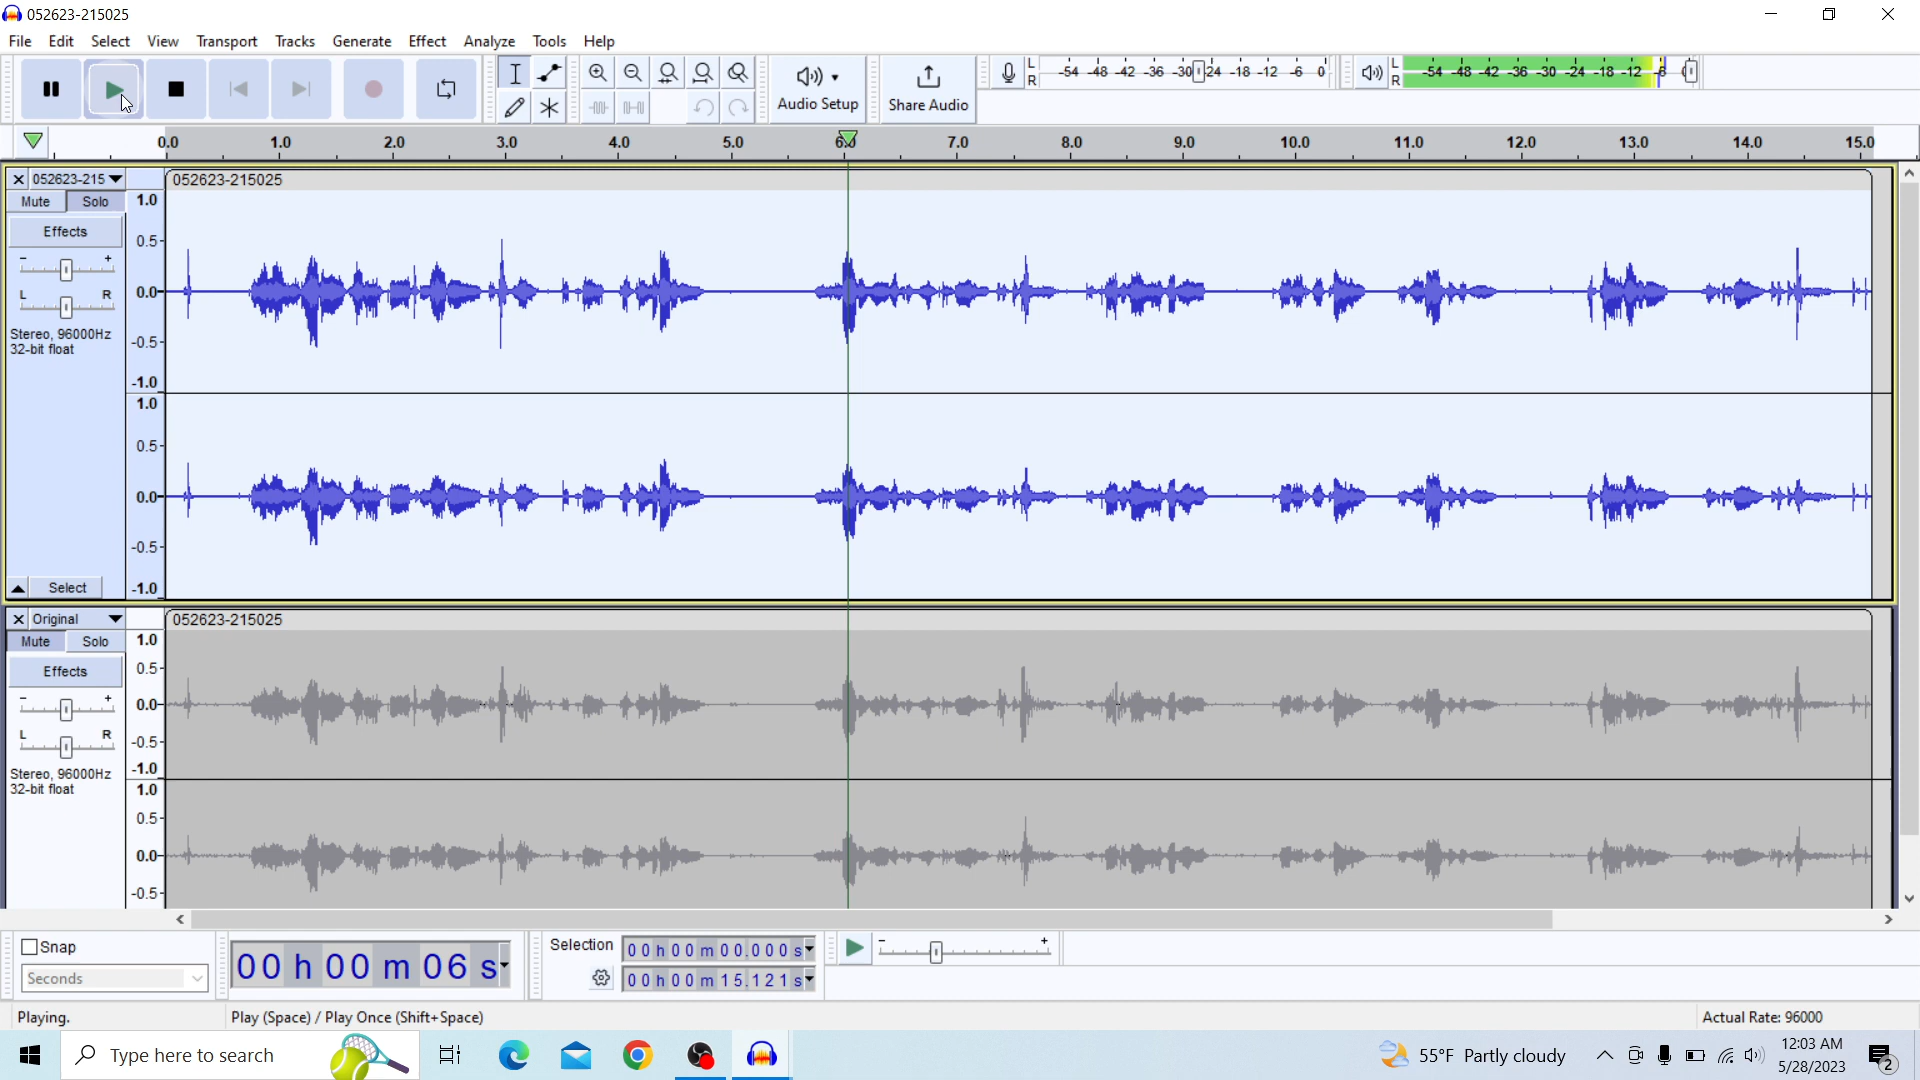 052623-215025
File Edit Select View Transport Tracks Generate Effect Analyze Tools Help
Audio Setup
Share Audio
L
R
-54 -48 -42 -36 -30 -24 -18 -12 -6 0
L
R
-54 -48 -42 -36 -30 -24 -18 -12 -6 0
0.0 1.0 2.0 3.0 4.0 5.0 6.0 7.0 8.0 9.0 10.0 11.0 12.0 13.0 14.0 15.0
052623-215
052623-215025
Mute Solo
Effects
- +
L R
Stereo, 96000Hz
32-bit float
Select
1.0
0.5
0.0
-0.5
-1.0
1.0
0.5
0.0
-0.5
-1.0
Original
052623-215025
Mute Solo
Effects
- +
L R
Stereo, 96000Hz
32-bit float
1.0
0.5
0.0
-0.5
-1.0
1.0
0.5
0.0
-0.5
Snap
Seconds
00 h 00 m 06 s
Selection
00 h 00 m 00.000 s
00 h 00 m 15.121 s
- +
Playing.
Play (Space) / Play Once (Shift+Space)
Actual Rate: 96000
Type here to search
55°F Partly cloudy
12:03 AM
5/28/2023
2